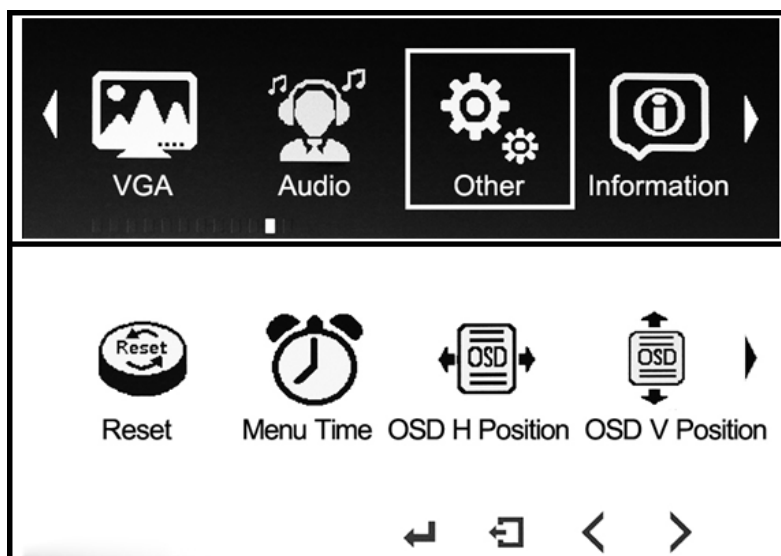 VGA Audio Other Information
Reset OSD OSD
Reset Menu Time OSD H Position OSD V Position